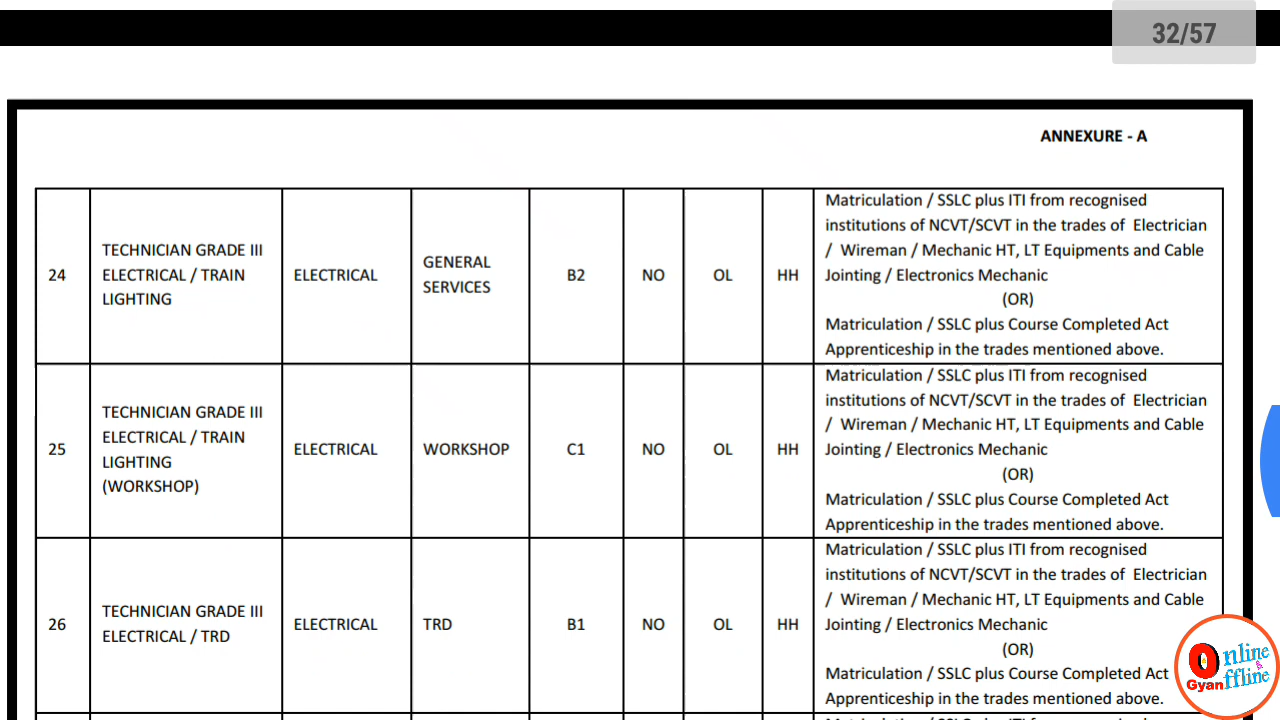 32/57
ANNEXURE - A
24
TECHNICIAN GRADE III
ELECTRICAL / TRAIN
LIGHTING
ELECTRICAL
GENERAL
SERVICES
B2
NO
OL
HH
Matriculation / SSLC plus ITI from recognised
institutions of NCVT/SCVT in the trades of Electrician
/ Wireman / Mechanic HT, LT Equipments and Cable
Jointing / Electronics Mechanic
(OR)
Matriculation / SSLC plus Course Completed Act
Apprenticeship in the trades mentioned above.
25
TECHNICIAN GRADE III
ELECTRICAL / TRAIN
LIGHTING
(WORKSHOP)
ELECTRICAL
WORKSHOP
C1
NO
OL
HH
Matriculation / SSLC plus ITI from recognised
institutions of NCVT/SCVT in the trades of Electrician
/ Wireman / Mechanic HT, LT Equipments and Cable
Jointing / Electronics Mechanic
(OR)
Matriculation / SSLC plus Course Completed Act
Apprenticeship in the trades mentioned above.
26
TECHNICIAN GRADE III
ELECTRICAL / TRD
ELECTRICAL
TRD
B1
NO
OL
HH
Matriculation / SSLC plus ITI from recognised
institutions of NCVT/SCVT in the trades of Electrician
/ Wireman / Mechanic HT, LT Equipments and Cable
Jointing / Electronics Mechanic
(OR)
Matriculation / SSLC plus Course Completed Act
Apprenticeship in the trades mentioned above.
Online
&
ffline
Gyan